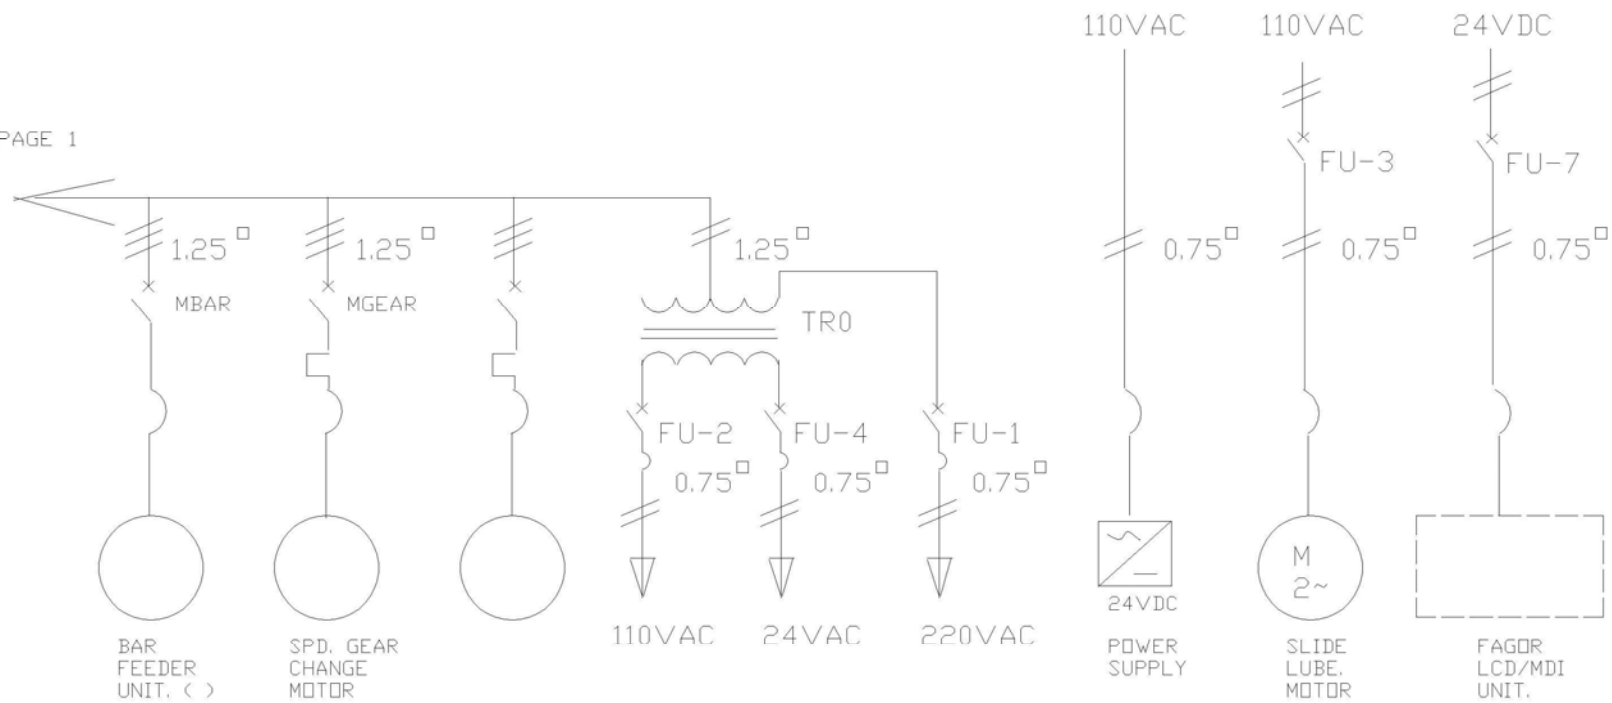 110VAC
110VAC
24VDC
PAGE 1
FU-3
FU-7
1.25□
1.25□
1.25□
0.75□
0.75□
0.75□
MBAR
MGEAR
TR0
FU-2
FU-4
FU-1
0.75□
0.75□
0.75□
M
2~
24VDC
110VAC
24VAC
220VAC
BAR
FEEDER
UNIT. ( )
SPD. GEAR
CHANGE
MOTOR
POWER
SUPPLY
SLIDE
LUBE.
MOTOR
FAGOR
LCD/MDI
UNIT.